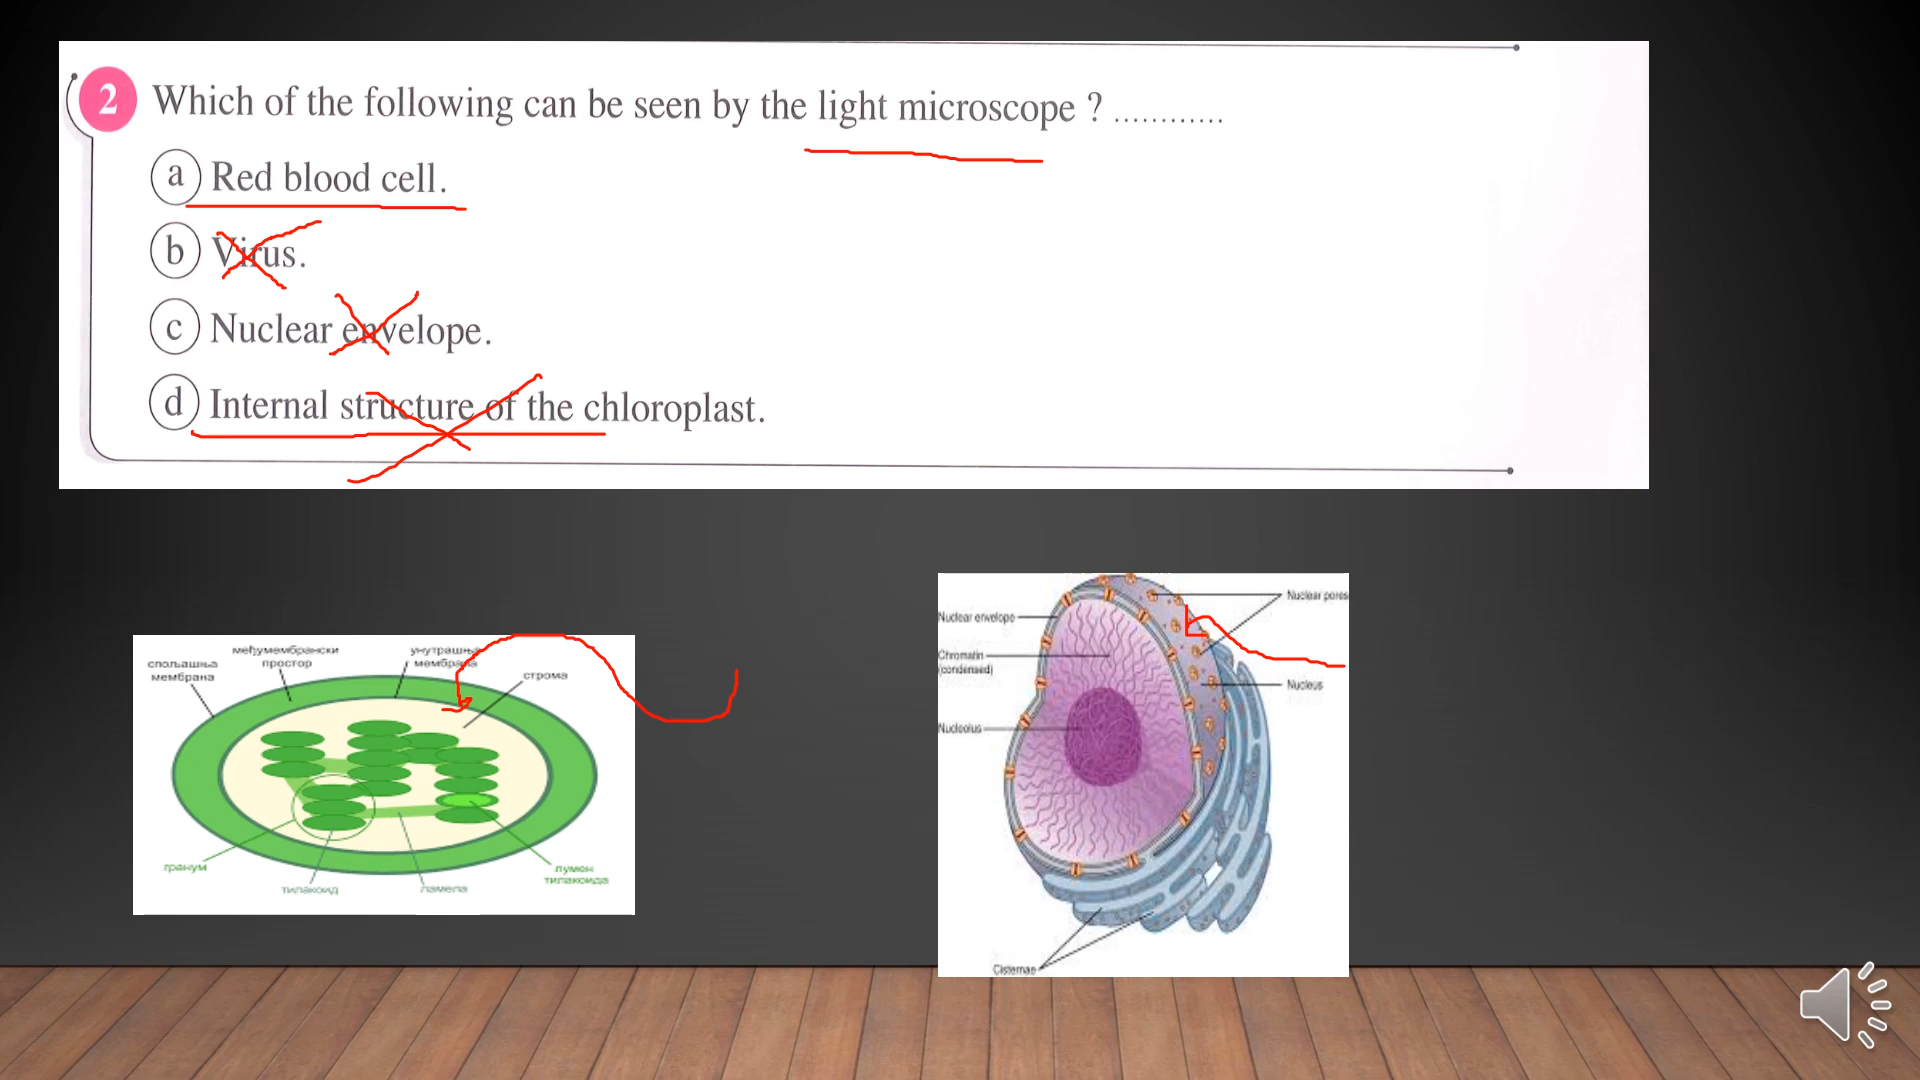 2 Which of the following can be seen by the light microscope ? ............
a Red blood cell.
b Virus.
c Nuclear envelope.
d Internal structure of the chloroplast.
спољашња
мембрана
међумембрански
простор
унутрашња
мембрана
строма
гранум
тилакоид
ламела
лумен
тилакоида
Nuclear envelope
Chromatin
(condensed)
Nucleolus
Nuclear pores
Nucleus
Cisternae